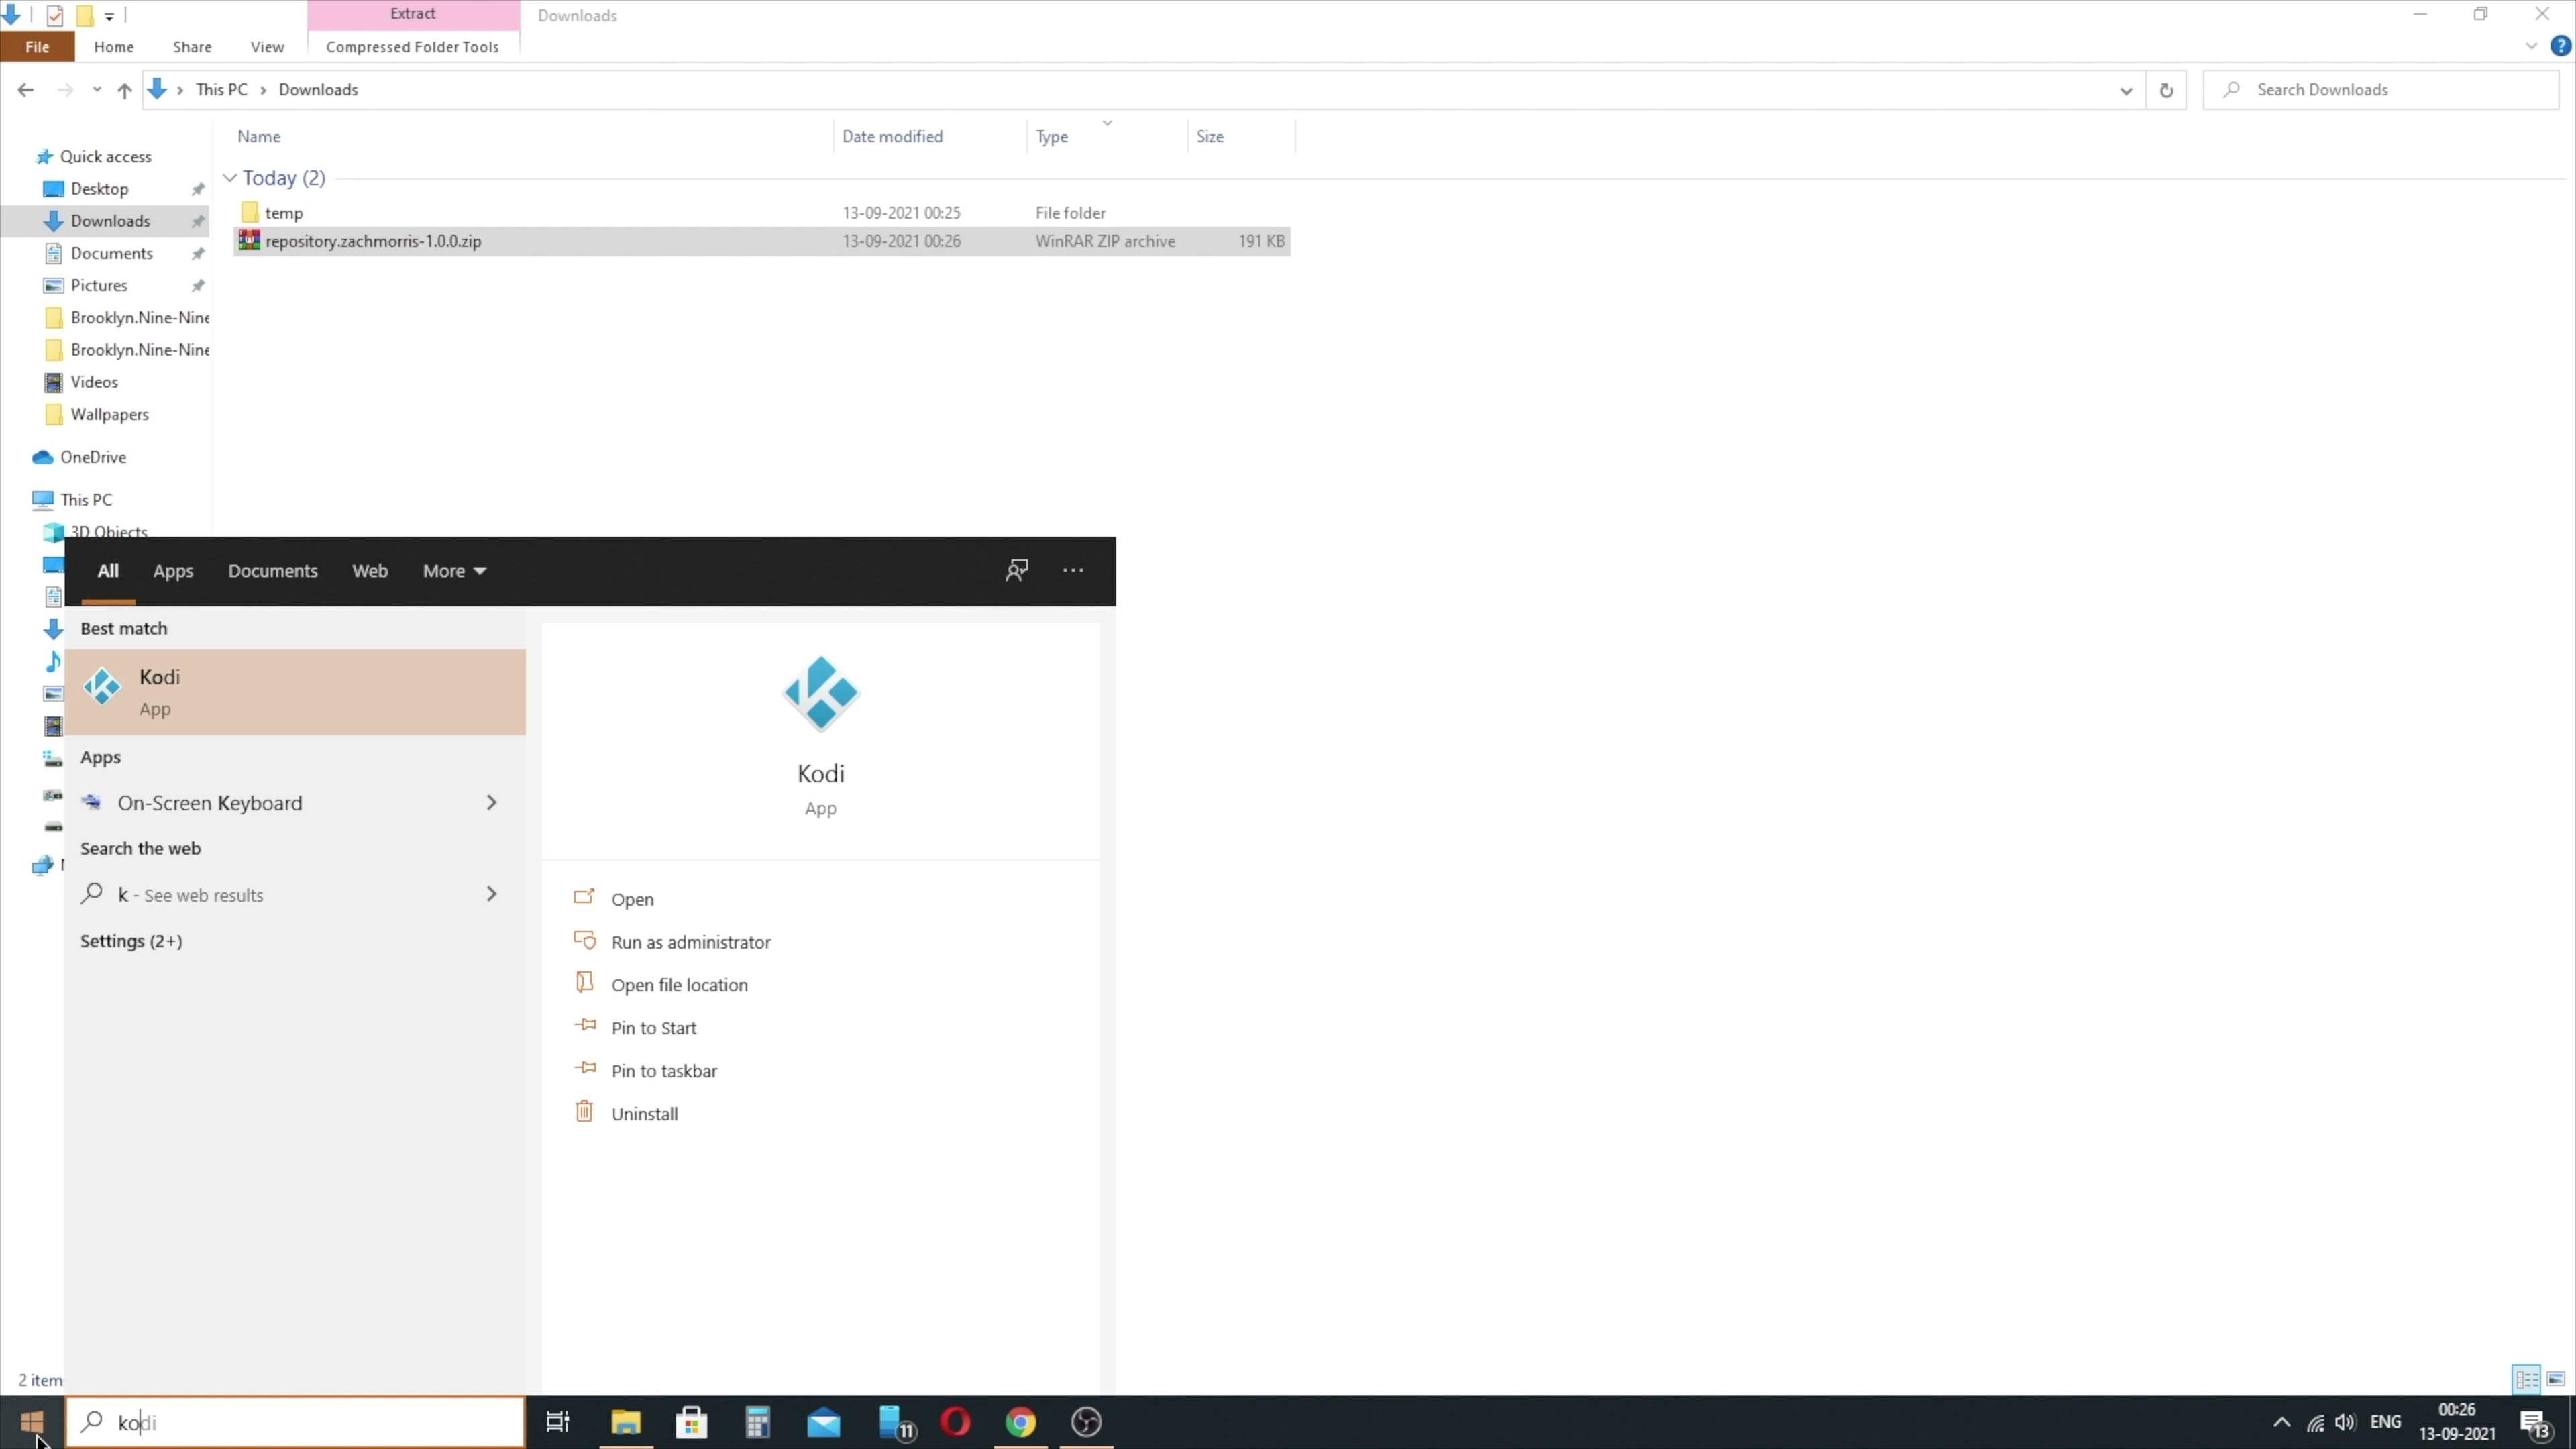 Extract
Downloads
File
Home
Share
View
Compressed Folder Tools
?
This PC
Downloads
Search Downloads
Name
Date modified
Type
Size
Quick access
Desktop
Downloads
Documents
Pictures
Brooklyn.Nine-Nine
Brooklyn.Nine-Nine
Videos
Wallpapers
OneDrive
This PC
3D Objects
Today (2)
temp
13-09-2021 00:25
File folder
repository.zachmorris-1.0.0.zip
13-09-2021 00:26
WinRAR ZIP archive
191 KB
All
Apps
Documents
Web
More
Best match
Kodi
App
Apps
On-Screen Keyboard
Search the web
k - See web results
Settings (2+)
Kodi
App
Open
Run as administrator
Open file location
Pin to Start
Pin to taskbar
Uninstall
2 item
kodi
11
ENG
00:26
13-09-2021
13